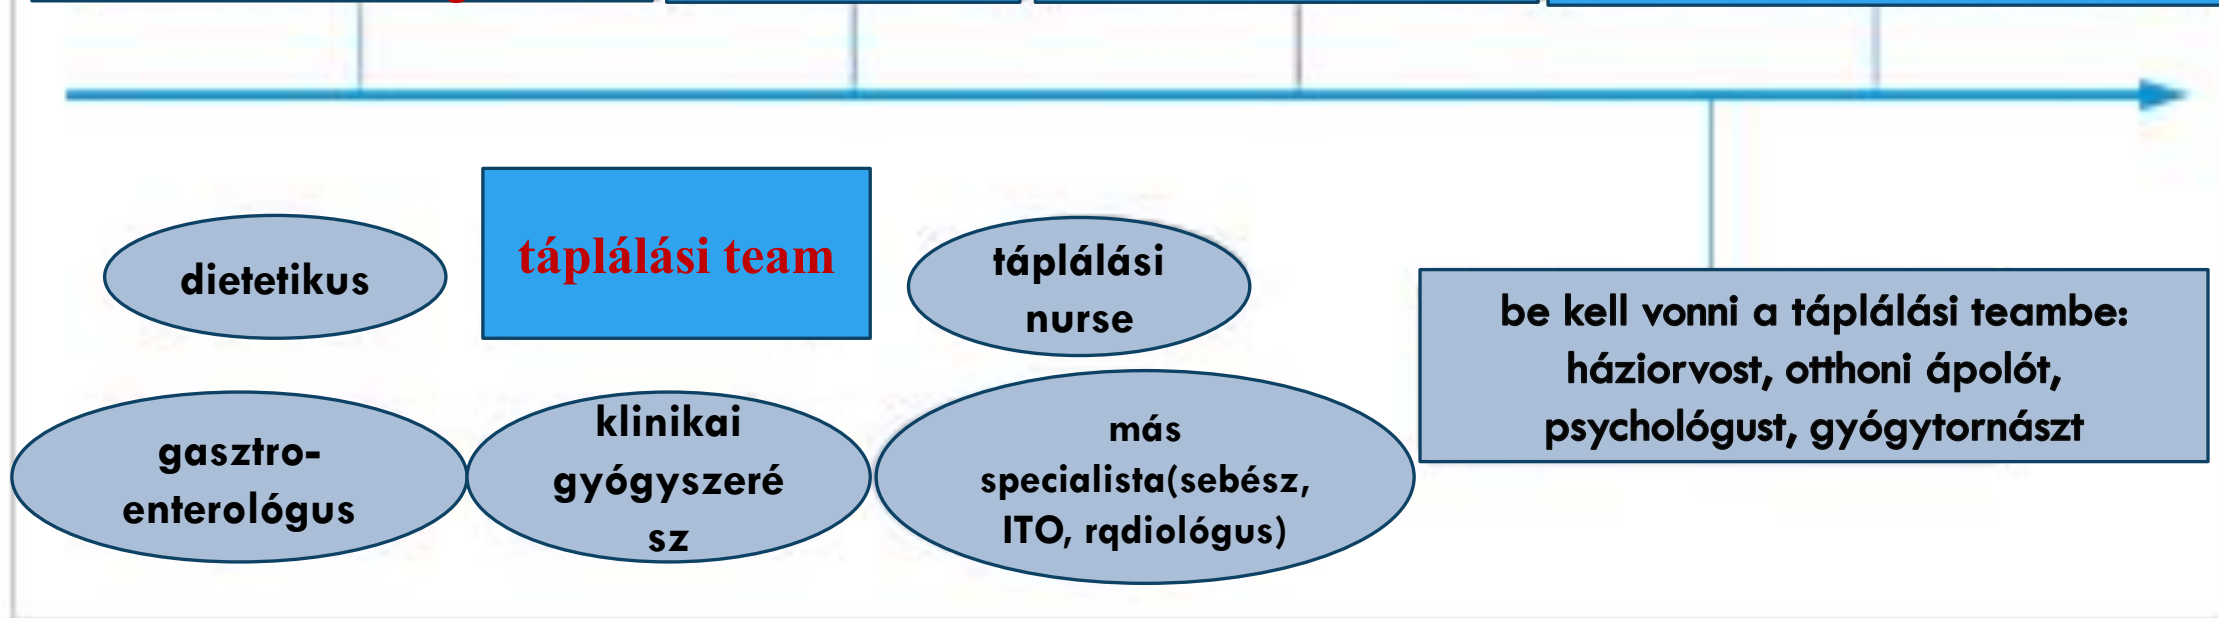 dietetikus
táplálási team
táplálási
nurse
gasztro-
enterológus
klinikai
gyógyszeré
sz
más
specialista(sebész,
ITO, rqdiológus)
be kell vonni a táplálási teambe:
háziorvost, otthoni ápolót,
psychológust, gyógytornászt